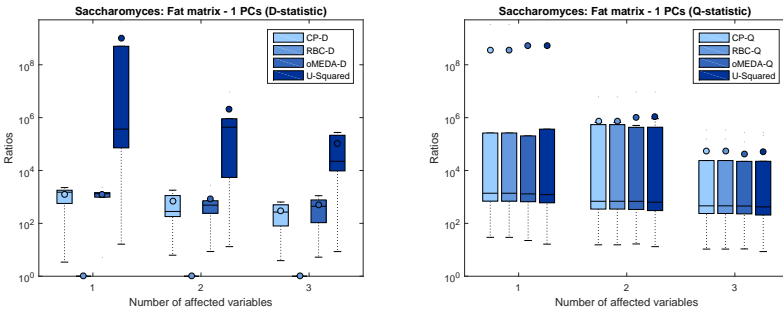 Saccharomyces: Fat matrix - 1 PCs (D-statistic)
CP-D
RBC-D
oMEDA-D
U-Squared
10^8
10^6
10^4
10^2
10^0
Ratios
1 2 3
Number of affected variables
Saccharomyces: Fat matrix - 1 PCs (Q-statistic)
CP-Q
RBC-Q
oMEDA-Q
U-Squared
10^8
10^6
10^4
10^2
10^0
Ratios
1 2 3
Number of affected variables